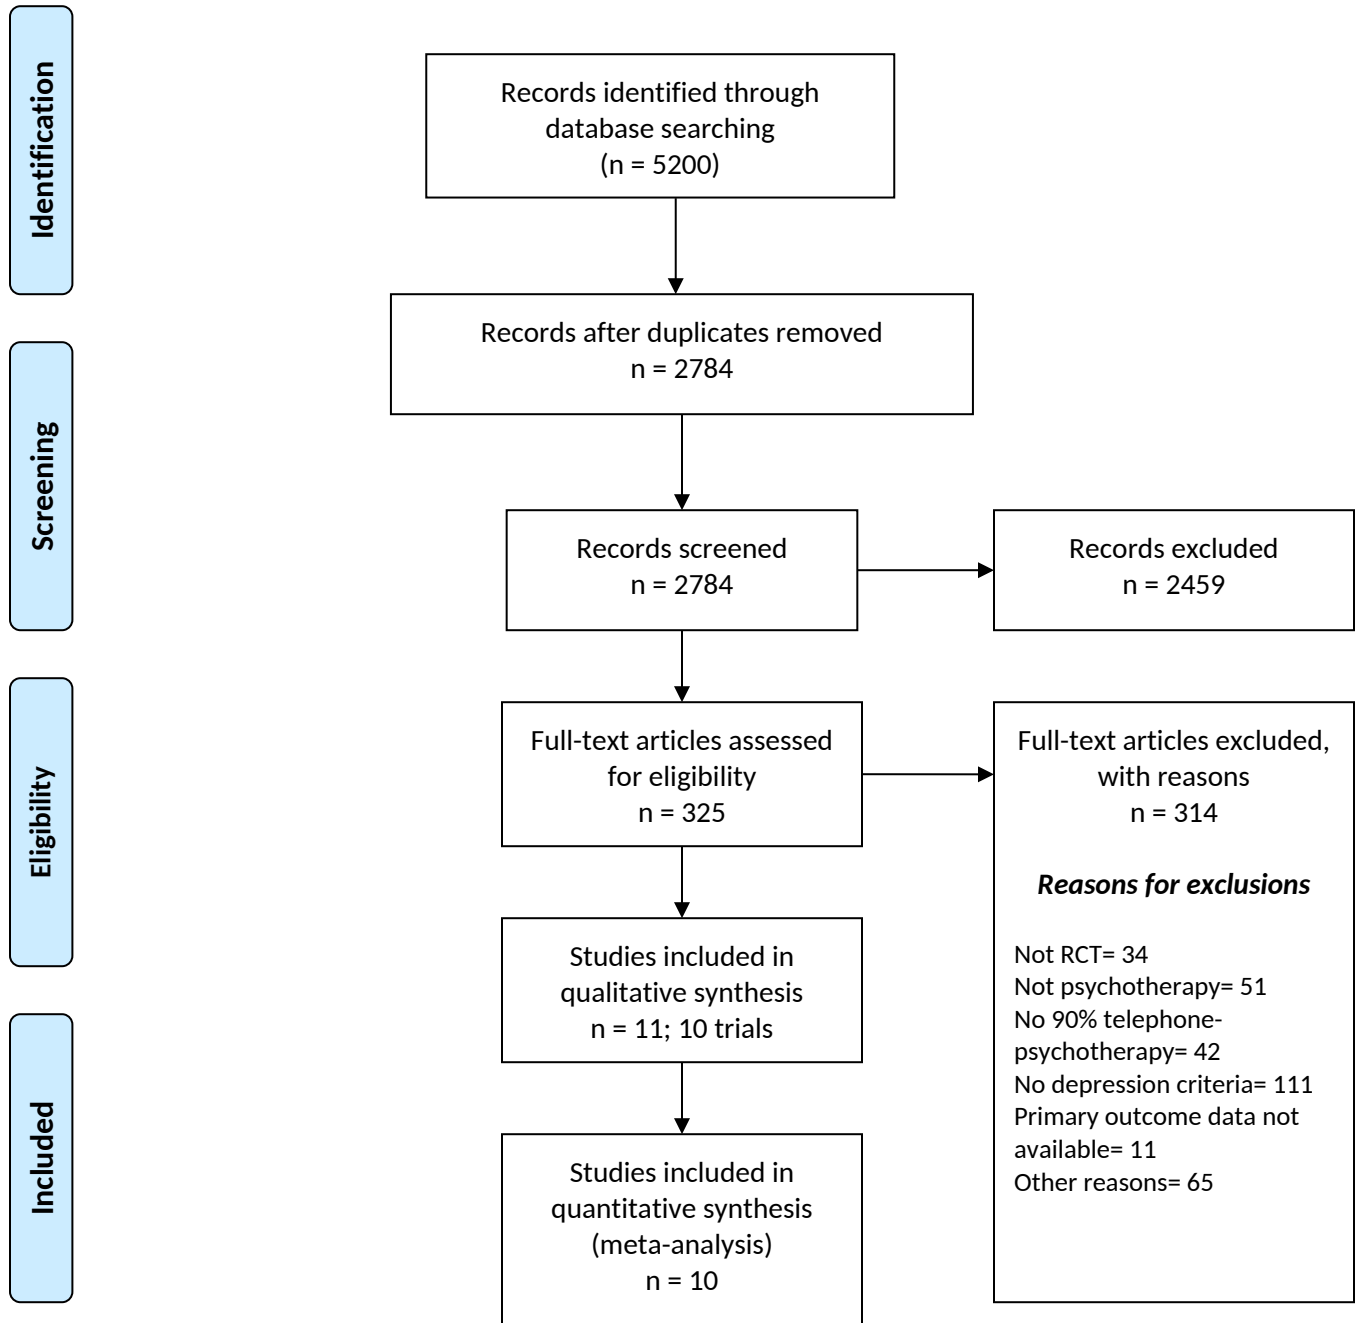 Identification
Records identified through
database searching
(n = 5200)
Records after duplicates removed
n = 2784
Screening
Records screened
n = 2784
Records excluded
n = 2459
Eligibility
Full-text articles assessed
for eligibility
n = 325
Full-text articles excluded,
with reasons
n = 314
Reasons for exclusions
Not RCT= 34
Not psychotherapy= 51
No 90% telephone-
psychotherapy= 42
No depression criteria= 111
Primary outcome data not
available= 11
Other reasons= 65
Studies included in
qualitative synthesis
n = 11; 10 trials
Included
Studies included in
quantitative synthesis
(meta-analysis)
n = 10